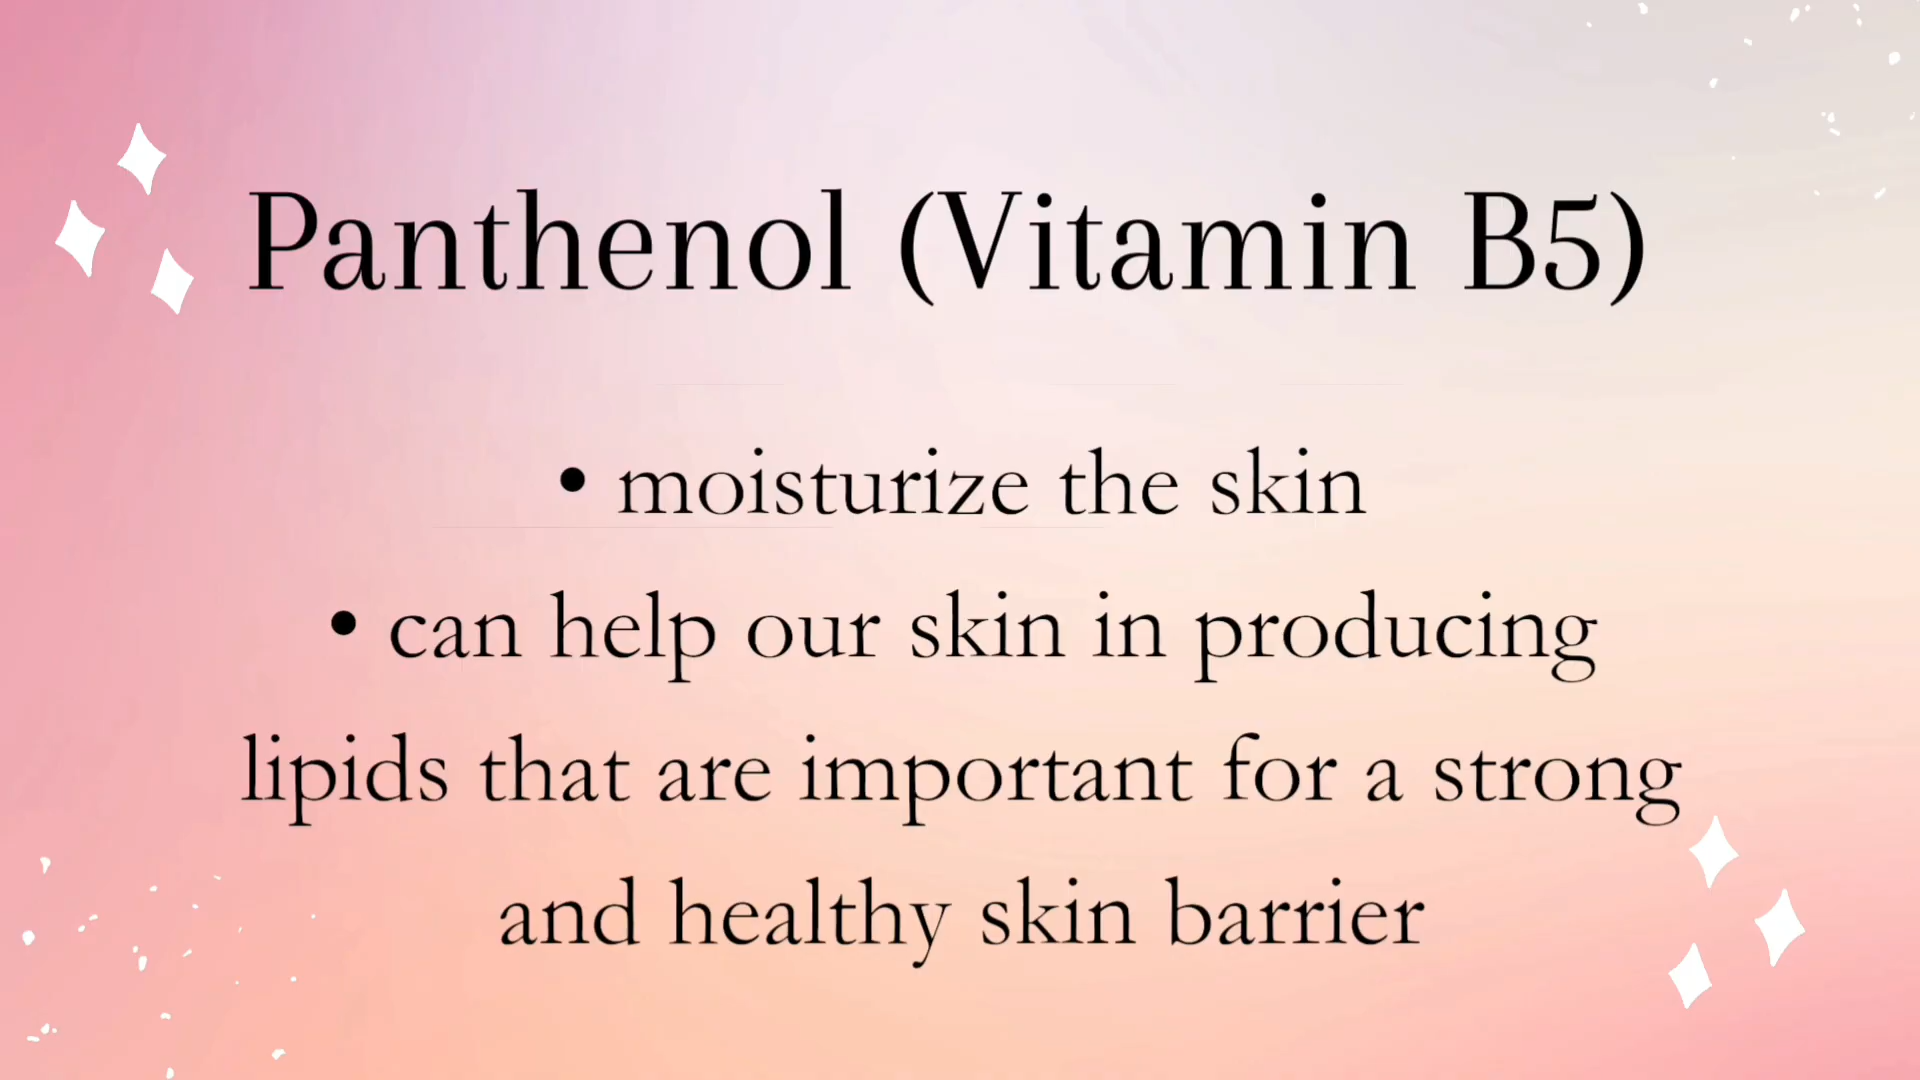 Panthenol (Vitamin B5)
• moisturize the skin
• can help our skin in producing
lipids that are important for a strong
and healthy skin barrier